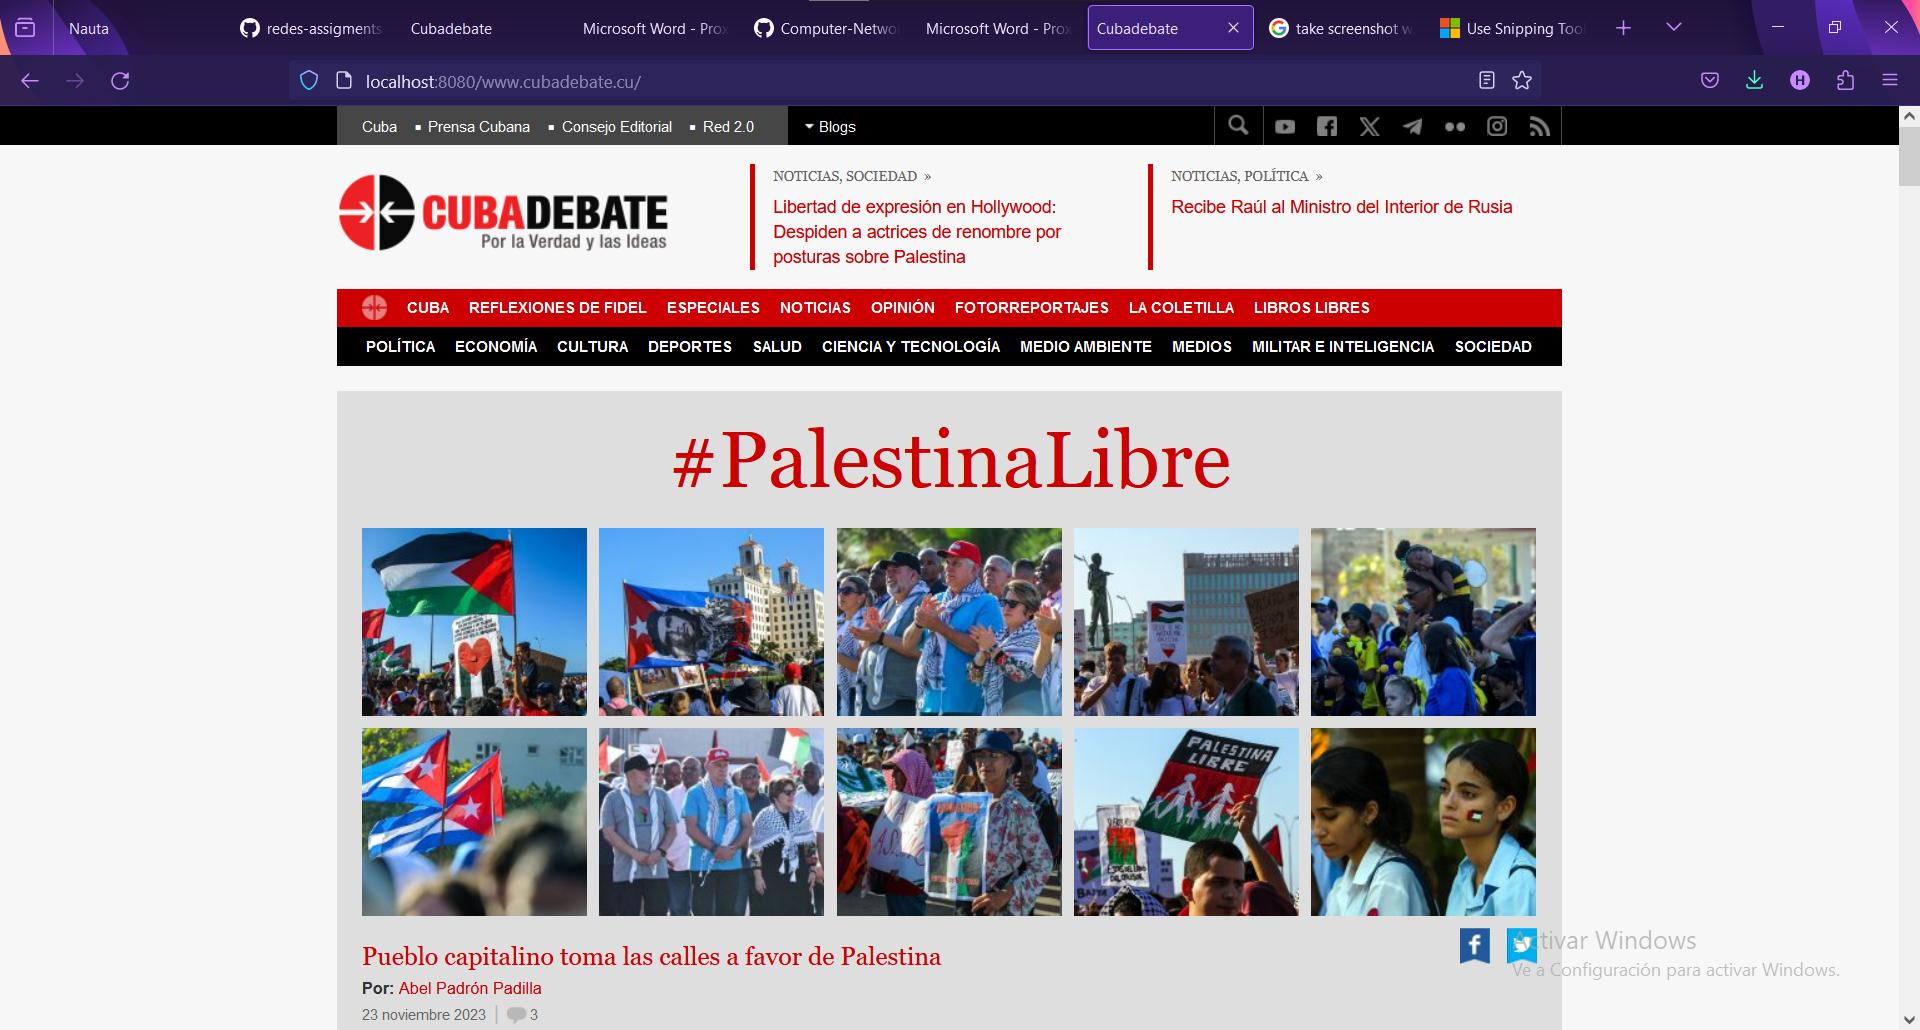 Nauta
redes-assigments
Cubadebate
Microsoft Word - Prox
Computer-Netwo
Microsoft Word - Prox
Cubadebate
take screenshot w
Use Snipping Tool
localhost:8080/www.cubadebate.cu/
H
Cuba ▪ Prensa Cubana ▪ Consejo Editorial ▪ Red 2.0
Blogs
CUBADEBATE
Por la Verdad y las Ideas
NOTICIAS, SOCIEDAD »
Libertad de expresión en Hollywood:
Despiden a actrices de renombre por
posturas sobre Palestina
NOTICIAS, POLÍTICA »
Recibe Raúl al Ministro del Interior de Rusia
CUBA REFLEXIONES DE FIDEL ESPECIALES NOTICIAS OPINIÓN FOTORREPORTAJES LA COLETILLA LIBROS LIBRES
POLÍTICA ECONOMÍA CULTURA DEPORTES SALUD CIENCIA Y TECNOLOGÍA MEDIO AMBIENTE MEDIOS MILITAR E INTELIGENCIA SOCIEDAD
#PalestinaLibre
PALESTINA
LIBRE
Pueblo capitalino toma las calles a favor de Palestina
Por: Abel Padrón Padilla
23 noviembre 2023 | 3
Activar Windows
Ve a Configuración para activar Windows.